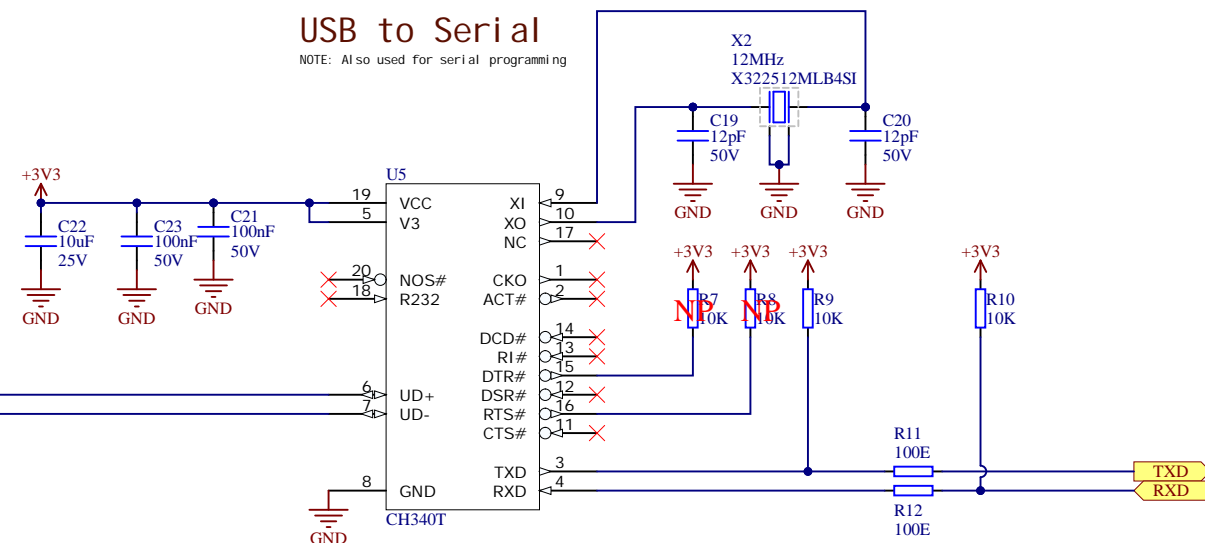 USB to Serial
NOTE: Also used for serial programming
X2
12MHz
X322512MLB4SI
C19
12pF
50V
C20
12pF
50V
GND
GND
GND
+3V3
C22
10uF
25V
C23
100nF
50V
C21
100nF
50V
GND
GND
GND
U5
19 VCC
5 V3
20 NOS#
18 R232
6 UD+
7 UD-
8 GND
GND
XI 9
XO 10
NC 17
CKO 1
ACT# 2
DCD# 14
RI# 13
DTR# 15
DSR# 12
RTS# 16
CTS# 11
TXD 3
RXD 4
CH340T
+3V3
+3V3
+3V3
+3V3
R7
10K
NP
R8
10K
NP
R9
10K
R10
10K
R11
100E
R12
100E
TXD
RXD